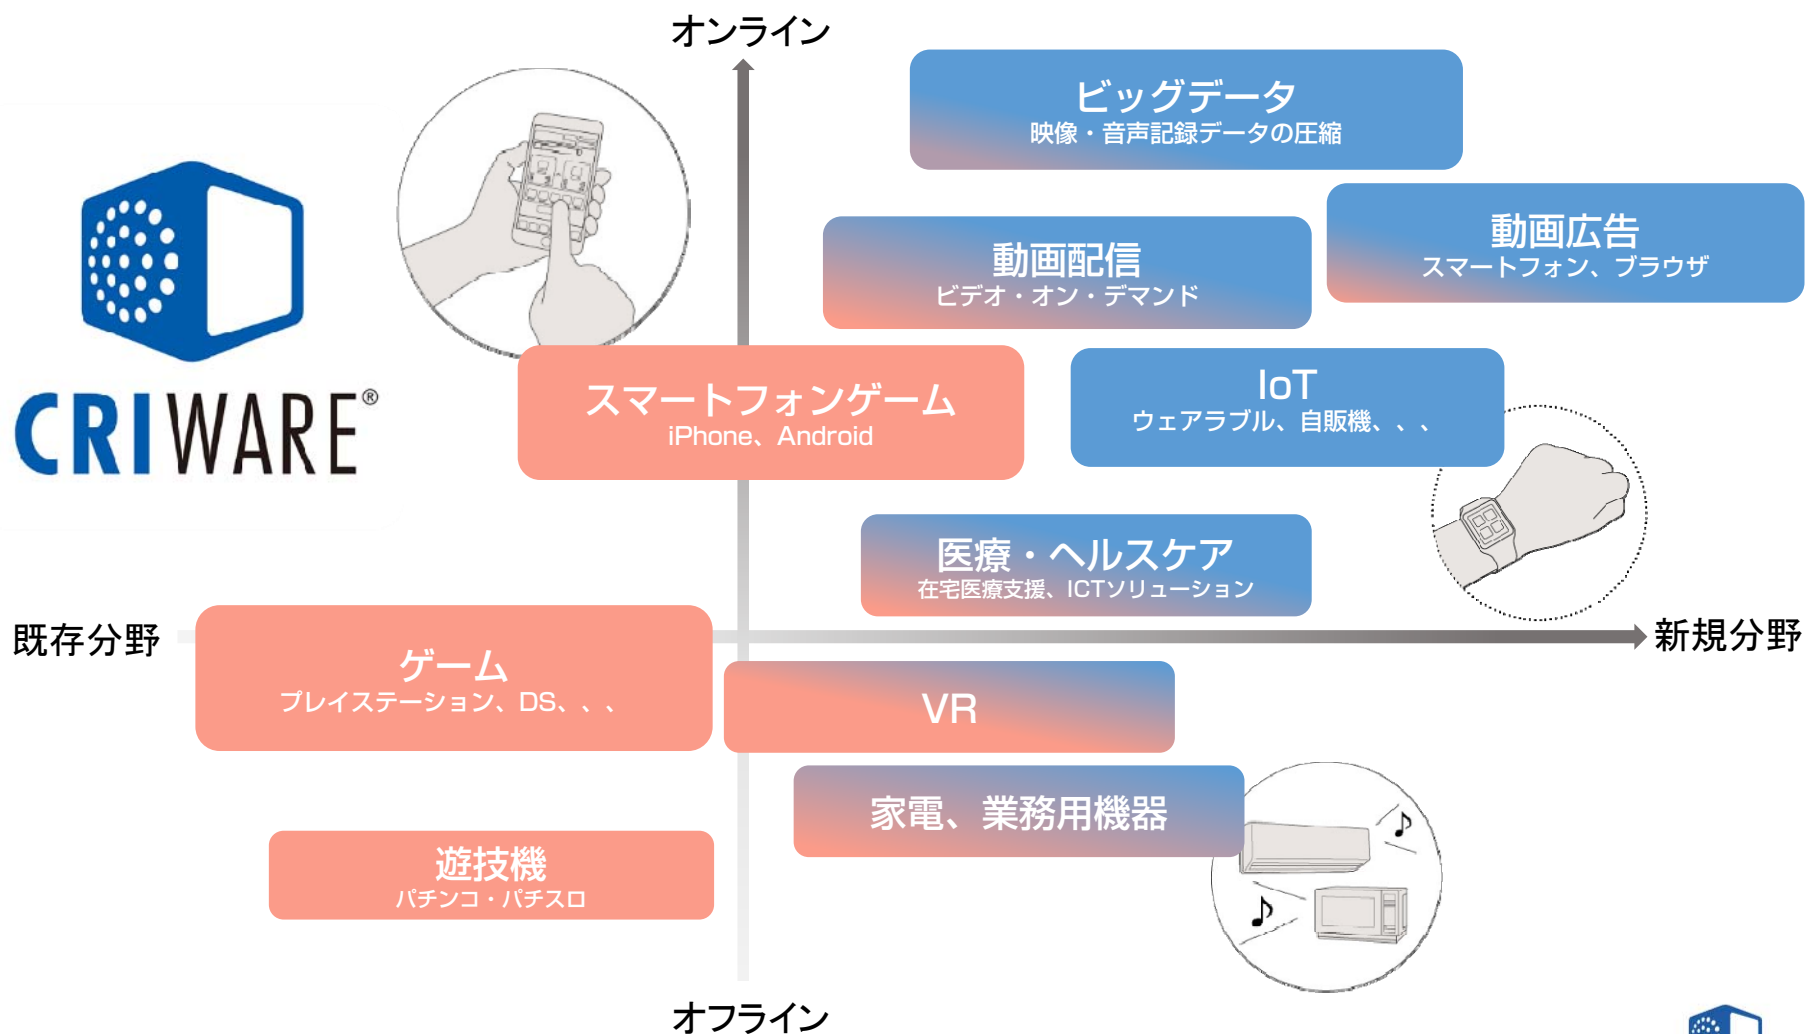 オンライン
ビッグデータ
映像・音声記録データの圧縮
動画広告
スマートフォン、ブラウザ
動画配信
ビデオ・オン・デマンド
スマートフォンゲーム
iPhone、Android
IoT
ウェアラブル、自販機、、、
CRIWARE®
医療・ヘルスケア
在宅医療支援、ICTソリューション
既存分野
新規分野
ゲーム
プレイステーション、DS、、、
VR
家電、業務用機器
遊技機
パチンコ・パチスロ
オフライン